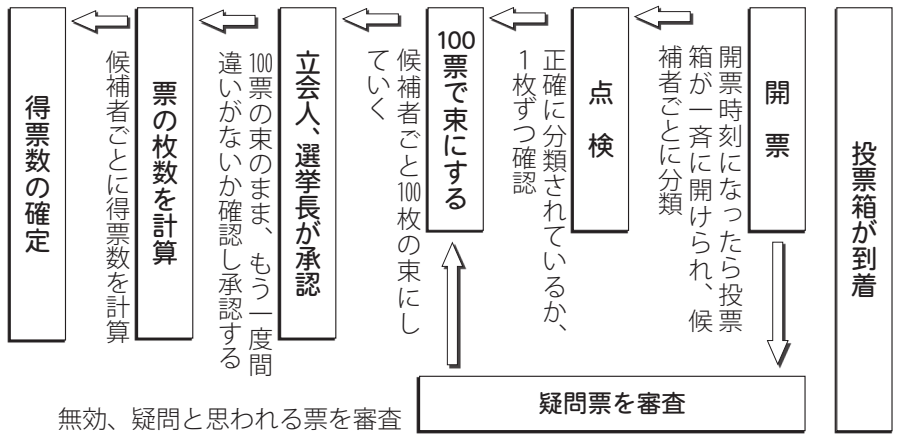 投票箱が到着
開票
開票時刻になったら投票
箱が一斉に開けられ、候
補者ごとに分類
点検
正確に分類されているか、
1枚ずつ確認
100
票で束にする
候補者ごと100枚の束にし
ていく
立会人、選挙長が承認
100票の束のまま、もう一度間
違いがないか確認し承認する
票の枚数を計算
候補者ごとに得票数を計算
得票数の確定
疑問票を審査
無効、疑問と思われる票を審査